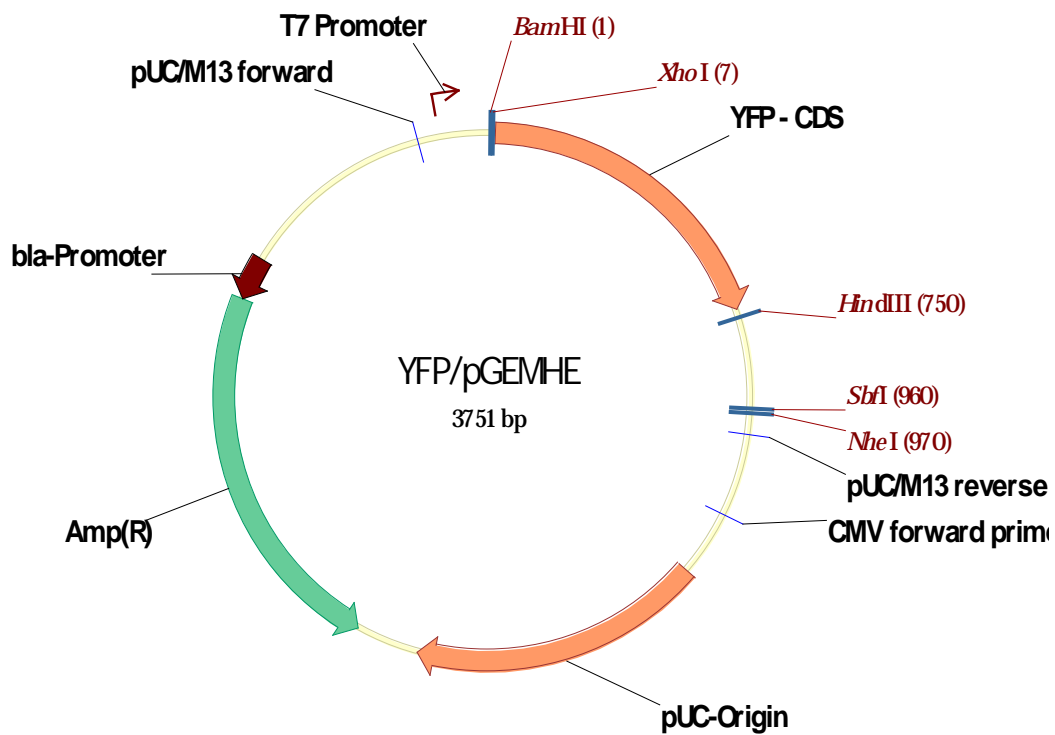 T7 Promoter
BamHI (1)
pUC/M13 forward
XhoI (7)
YFP - CDS
bla-Promoter
HindIII (750)
YFP/pGEMHE
3751 bp
SbfI (960)
NheI (970)
pUC/M13 reverse
CMV forward prime
Amp(R)
pUC-Origin